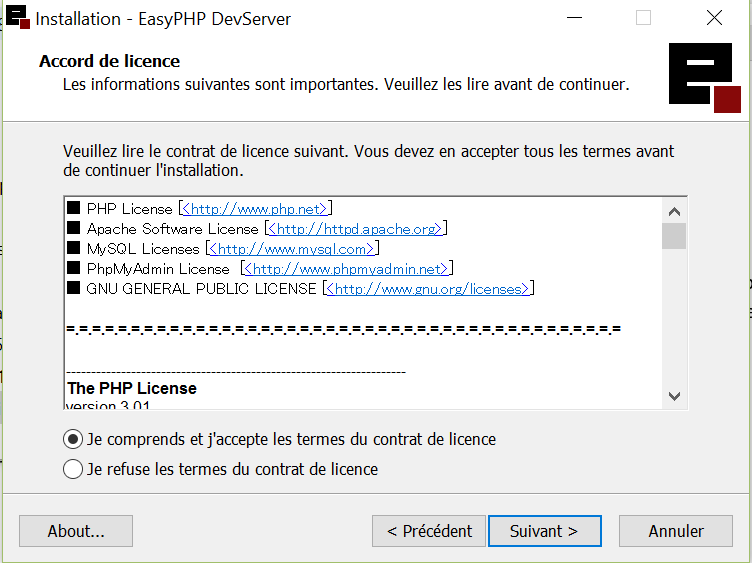 Installation - EasyPHP DevServer
Accord de licence
Les informations suivantes sont importantes. Veuillez les lire avant de continuer.
Veuillez lire le contrat de licence suivant. Vous devez en accepter tous les termes avant
de continuer l'installation.
■ PHP License [<http://www.php.net>]
■ Apache Software License [<http://httpd.apache.org>]
■ MySQL Licenses [<http://www.mysql.com>]
■ PhpMyAdmin License [<http://www.phpmyadmin.net>]
■ GNU GENERAL PUBLIC LICENSE [<http://www.gnu.org/licenses>]
=.=.=.=.=.=.=.=.=.=.=.=.=.=.=.=.=.=.=.=.=.=.=.=.=.=.=.=.=.=.=.=.=.=.=.=.=.=.=.=.=.=.=
--------------------------------------------------------------------
The PHP License
version 3.01
Je comprends et j'accepte les termes du contrat de licence
Je refuse les termes du contrat de licence
About...
< Précédent
Suivant >
Annuler